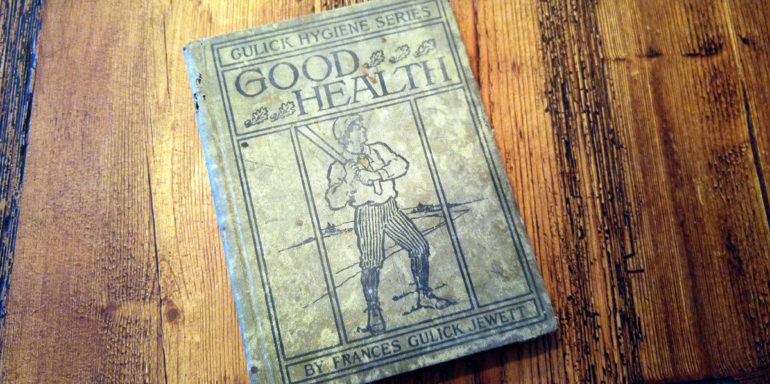 GULICK HYGIENE SERIES
GOOD
HEALTH
BY FRANCES GULICK JEWETT